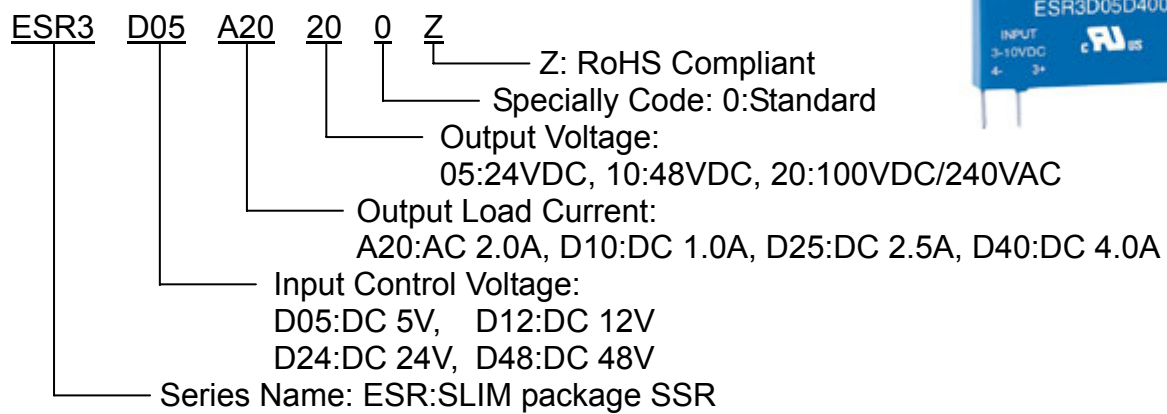 ESR3 D05 A20 20 0 Z
ESR3D05D400
INPUT
3-10VDC
4- 3+
c RU us
Z: RoHS Compliant
Specially Code: 0:Standard
Output Voltage:
05:24VDC, 10:48VDC, 20:100VDC/240VAC
Output Load Current:
A20:AC 2.0A, D10:DC 1.0A, D25:DC 2.5A, D40:DC 4.0A
Input Control Voltage:
D05:DC 5V, D12:DC 12V
D24:DC 24V, D48:DC 48V
Series Name: ESR:SLIM package SSR